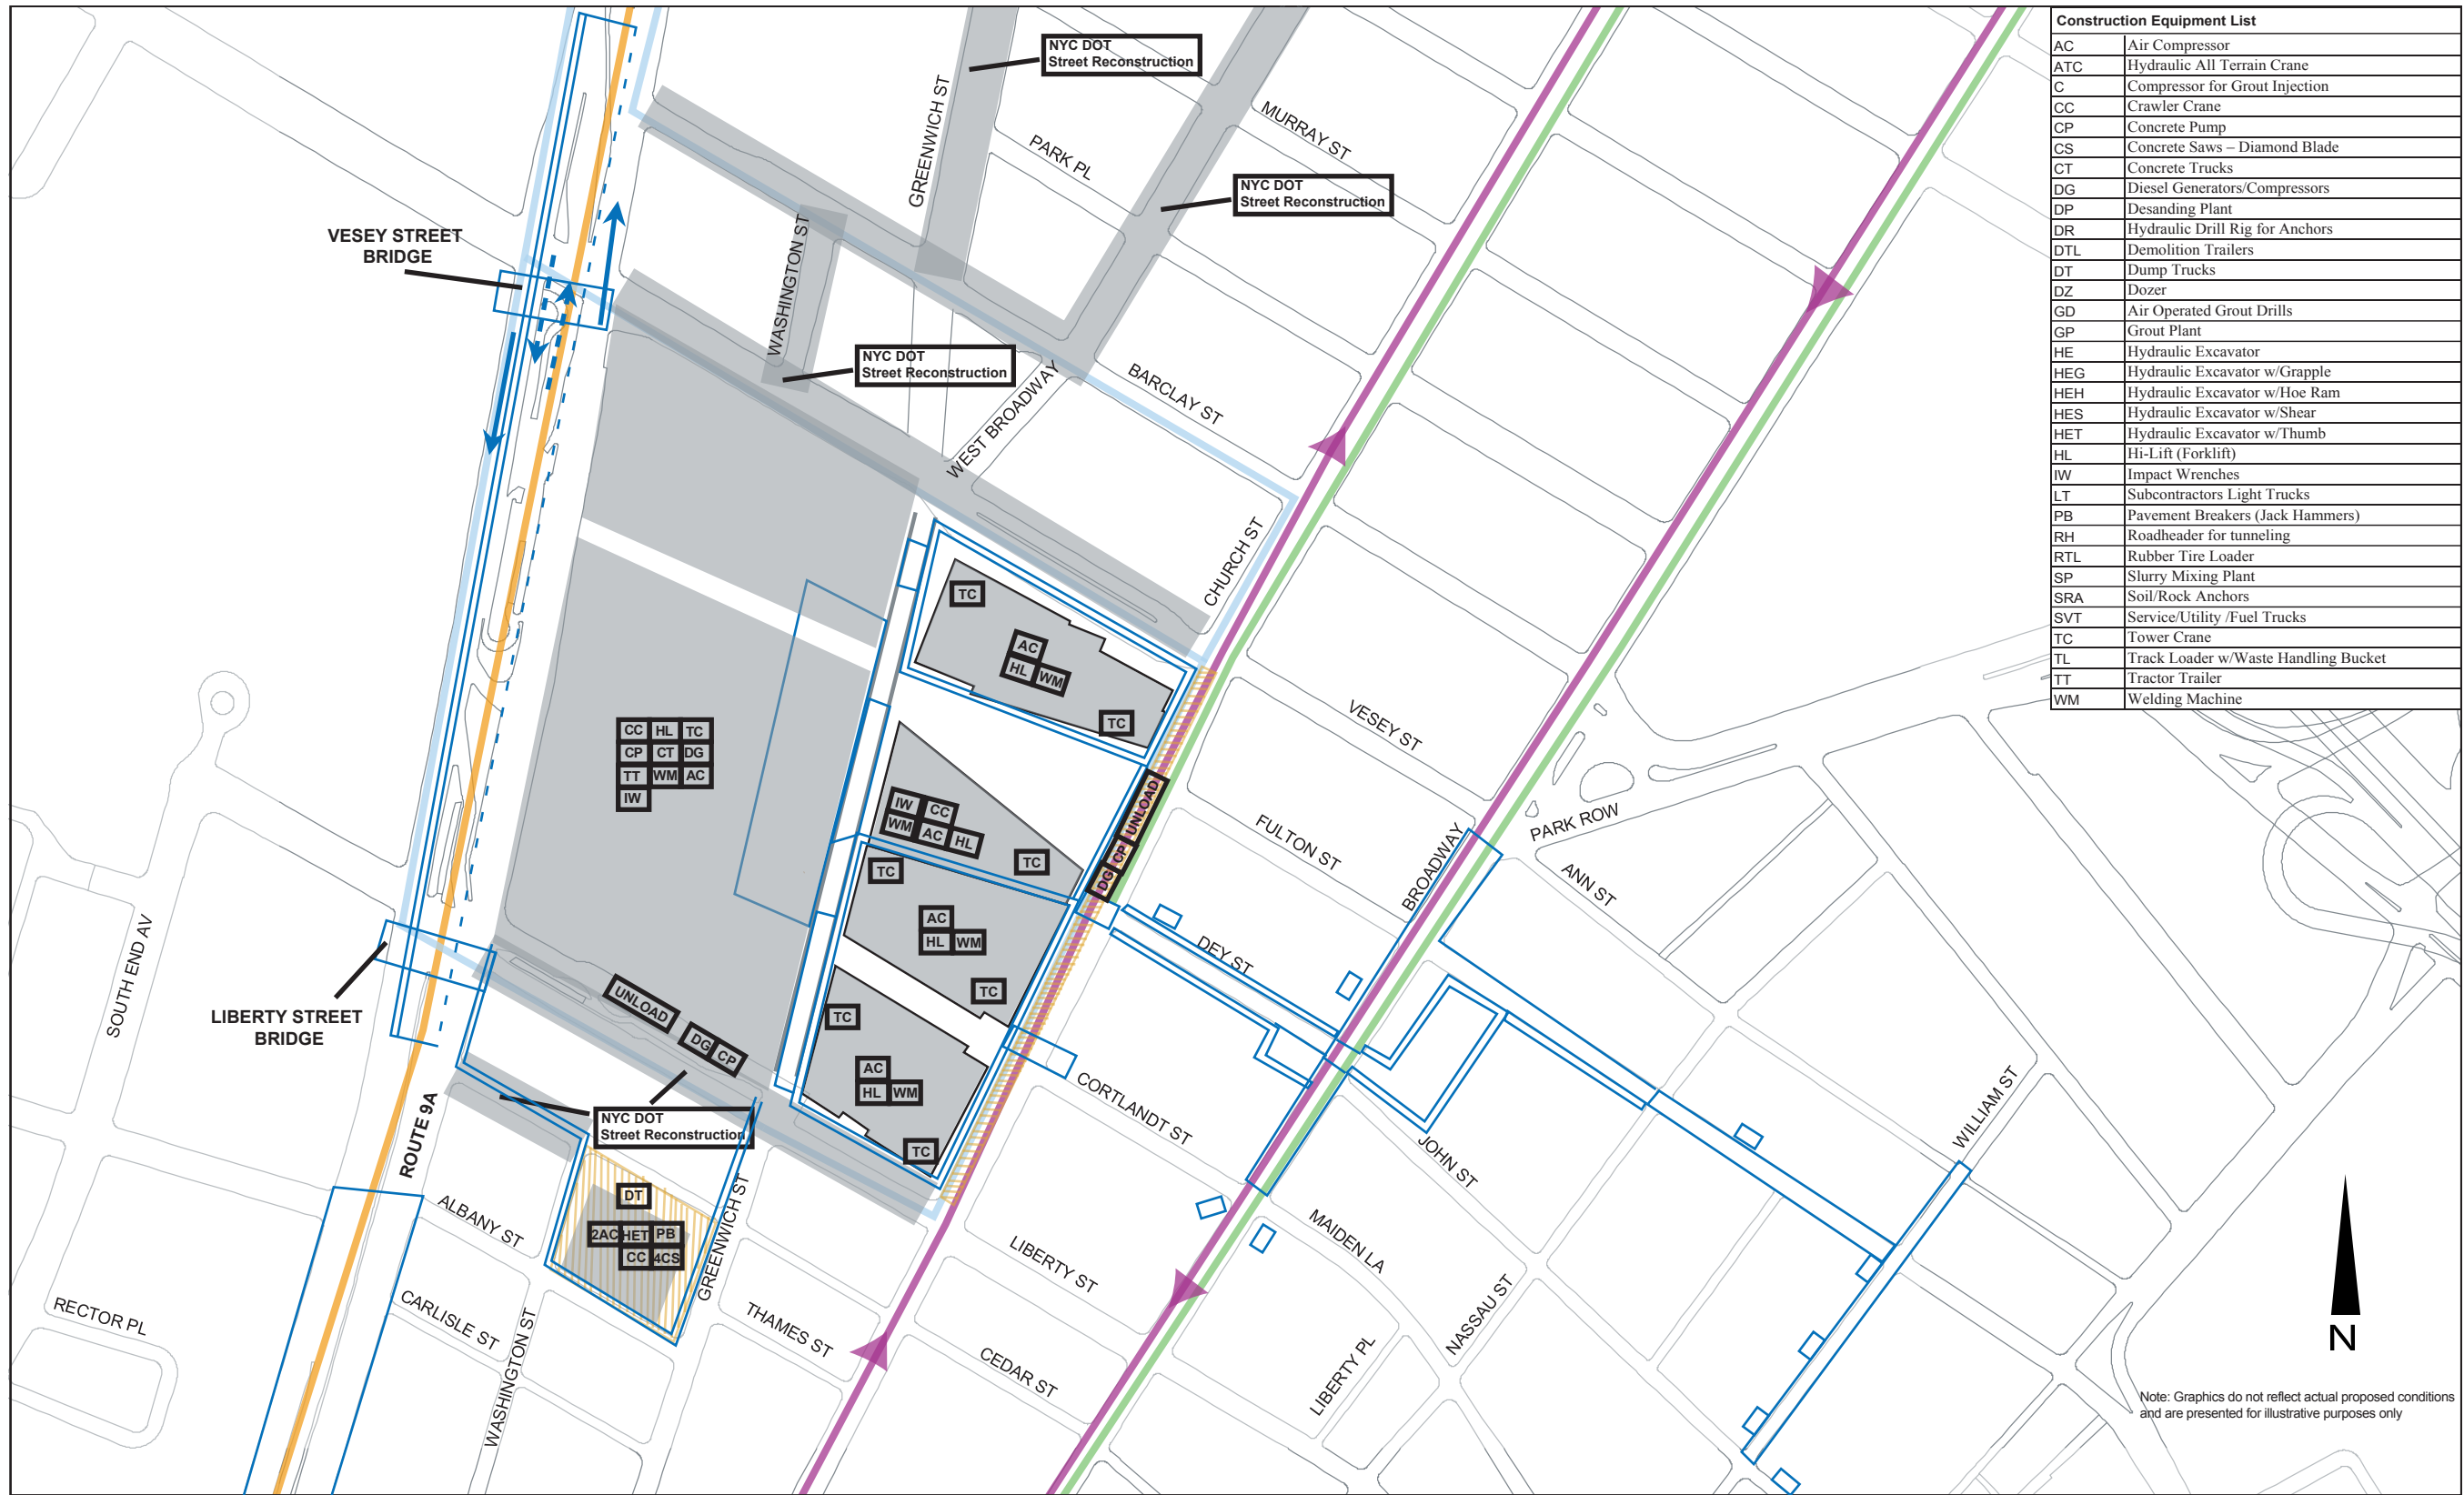 Construction Equipment List
AC Air Compressor
ATC Hydraulic All Terrain Crane
C Compressor for Grout Injection
CC Crawler Crane
CP Concrete Pump
CS Concrete Saws – Diamond Blade
CT Concrete Trucks
DG Diesel Generators/Compressors
DP Desanding Plant
DR Hydraulic Drill Rig for Anchors
DTL Demolition Trailers
DT Dump Trucks
DZ Dozer
GD Air Operated Grout Drills
GP Grout Plant
HE Hydraulic Excavator
HEG Hydraulic Excavator w/Grapple
HEH Hydraulic Excavator w/Hoe Ram
HES Hydraulic Excavator w/Shear
HET Hydraulic Excavator w/Thumb
HL Hi-Lift (Forklift)
IW Impact Wrenches
LT Subcontractors Light Trucks
PB Pavement Breakers (Jack Hammers)
RH Roadheader for tunneling
RTL Rubber Tire Loader
SP Slurry Mixing Plant
SRA Soil/Rock Anchors
SVT Service/Utility /Fuel Trucks
TC Tower Crane
TL Track Loader w/Waste Handling Bucket
TT Tractor Trailer
WM Welding Machine
NYC DOT
Street Reconstruction
GREENWICH ST
MURRAY ST
PARK PL
NYC DOT
Street Reconstruction
VESEY STREET
BRIDGE
WASHINGTON ST
NYC DOT
Street Reconstruction
WEST BROADWAY
BARCLAY ST
CHURCH ST
TC
AC
HL WM
TC
VESEY ST
CC HL TC
CP CT DG
TT WM AC
IW
IW CC
WM AC HL
TC
TC
UNLOAD
CP
DG
FULTON ST
BROADWAY
PARK ROW
ANN ST
AC
HL WM
TC
DEY ST
SOUTH END AV
LIBERTY STREET
BRIDGE
UNLOAD
DG CP
TC
AC
HL WM
TC
CORTLANDT ST
NYC DOT
Street Reconstruction
ROUTE 9A
JOHN ST
WILLIAM ST
ALBANY ST
DT
2AC HET PB
CC 4CS
GREENWICH ST
LIBERTY ST
MAIDEN LA
RECTOR PL
CARLISLE ST
WASHINGTON ST
THAMES ST
CEDAR ST
LIBERTY PL
NASSAU ST
N
Note: Graphics do not reflect actual proposed conditions
and are presented for illustrative purposes only